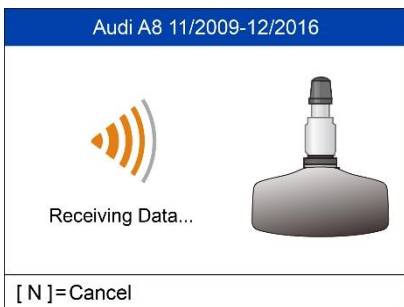 Audi A8 11/2009-12/2016
Receiving Data...
[ N ]=Cancel